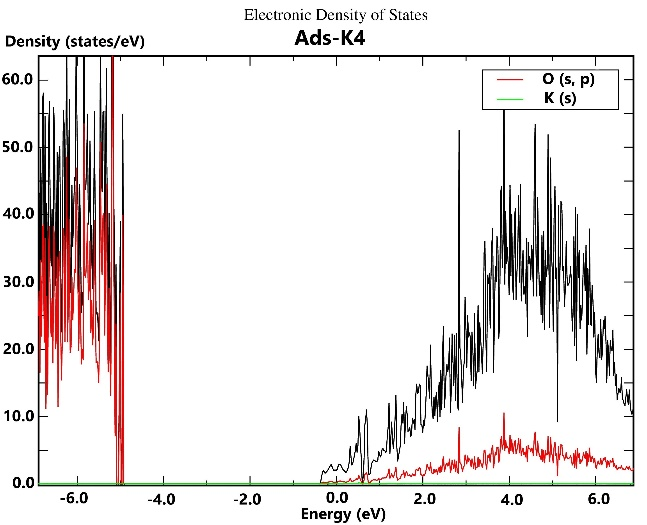 Electronic Density of States
Density (states/eV)
Ads-K4
60.0
50.0
40.0
30.0
20.0
10.0
0.0
O (s, p)
K (s)
-6.0 -4.0 -2.0 0.0 2.0 4.0 6.0
Energy (eV)